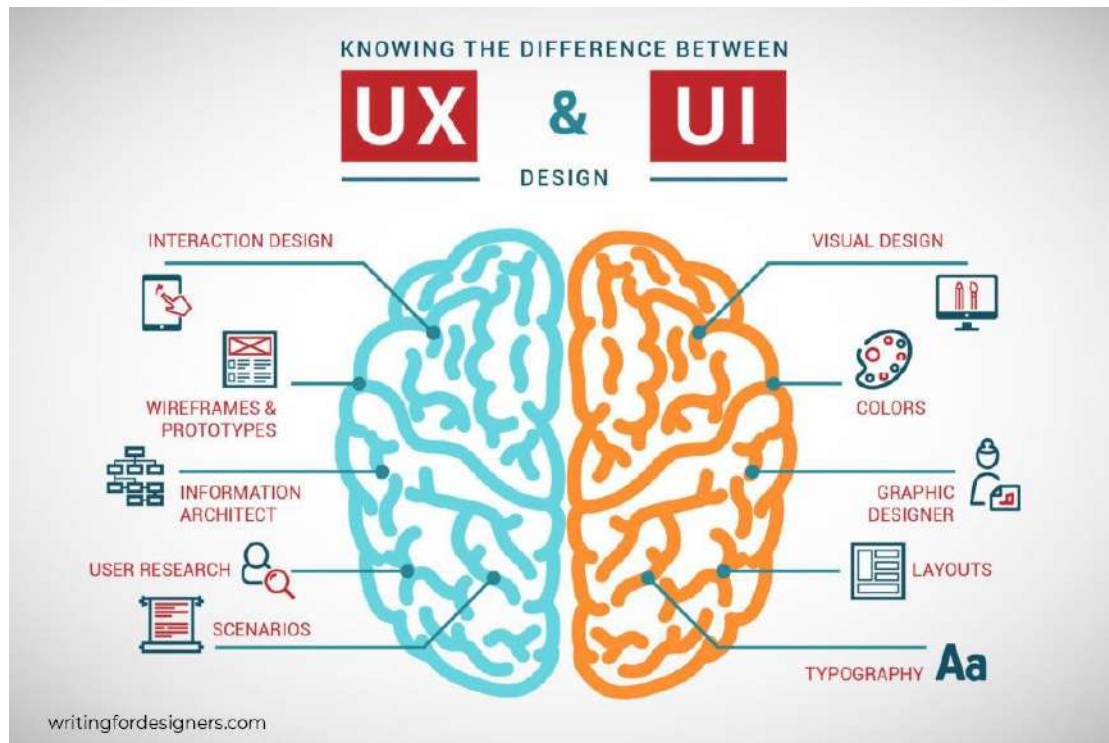 KNOWING THE DIFFERENCE BETWEEN
UX & UI
DESIGN
INTERACTION DESIGN
WIREFRAMES &
PROTOTYPES
INFORMATION
ARCHITECT
USER RESEARCH
SCENARIOS
VISUAL DESIGN
COLORS
GRAPHIC
DESIGNER
LAYOUTS
TYPOGRAPHY Aa
writingfordesigners.com